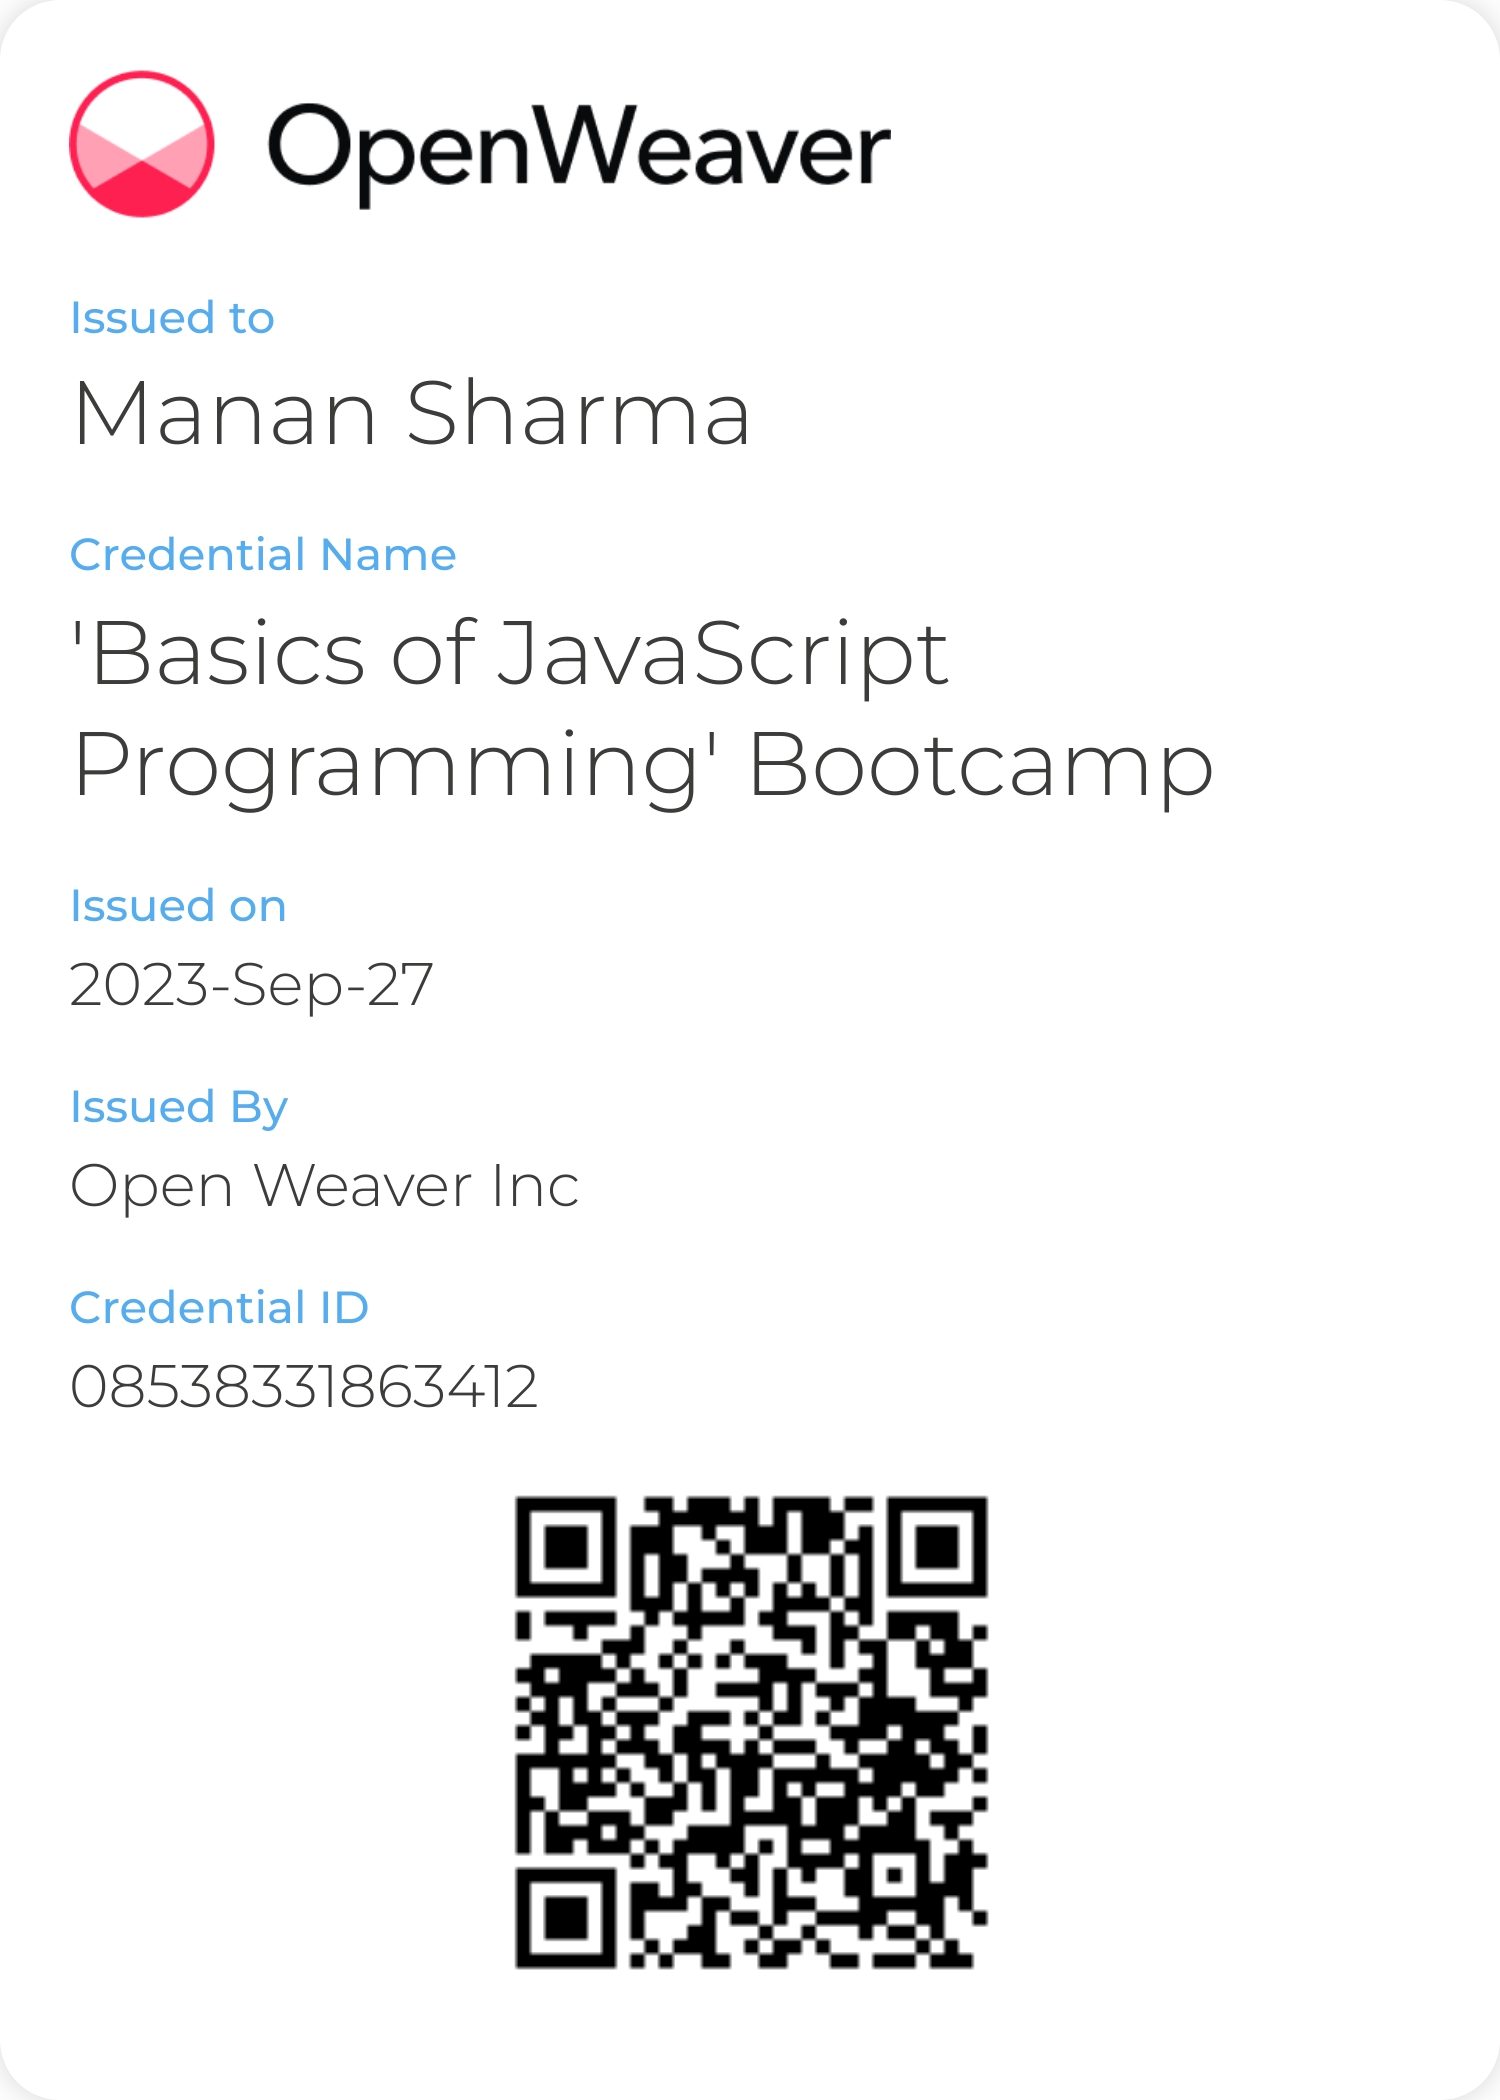 OpenWeaver
Issued to
Manan Sharma
Credential Name
'Basics of JavaScript
Programming' Bootcamp
Issued on
2023-Sep-27
Issued By
Open Weaver Inc
Credential ID
08538331863412